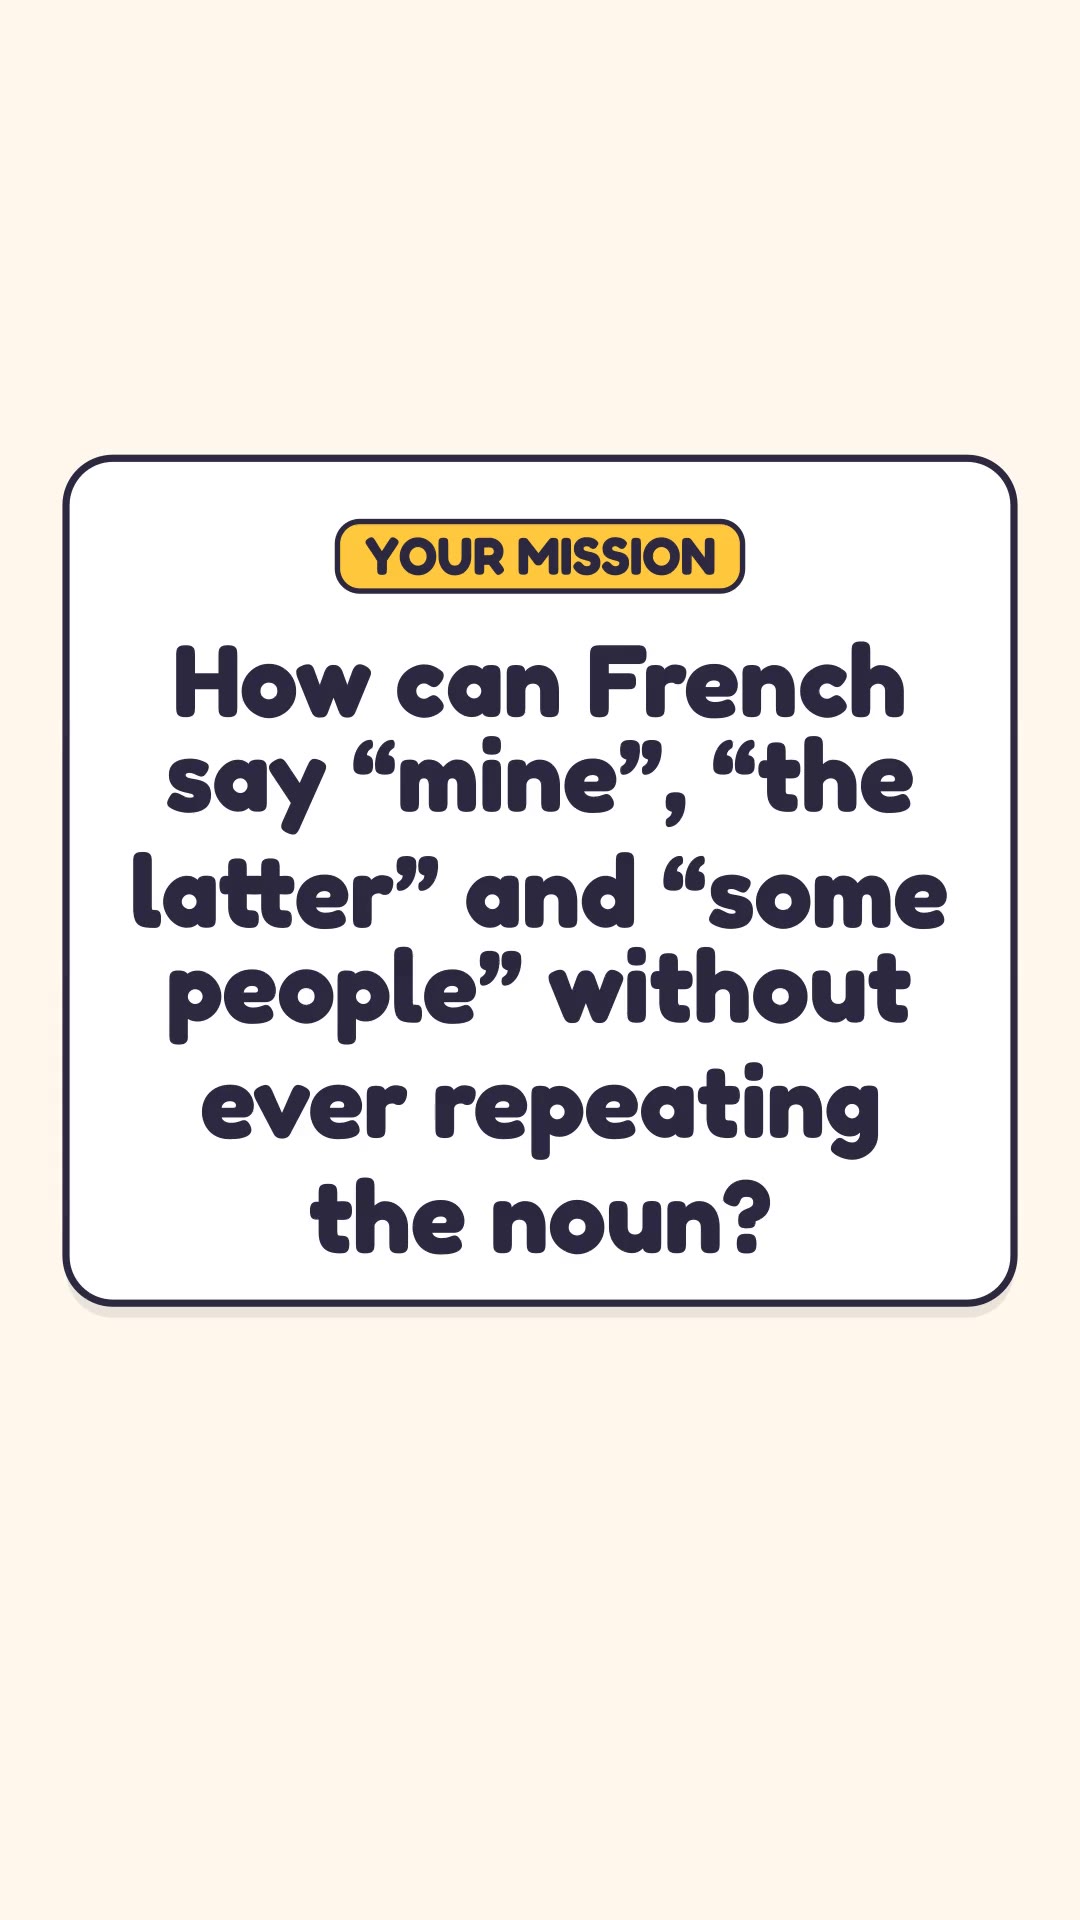 YOUR MISSION
How can French
say “mine”, “the
latter” and “some
people” without
ever repeating
the noun?